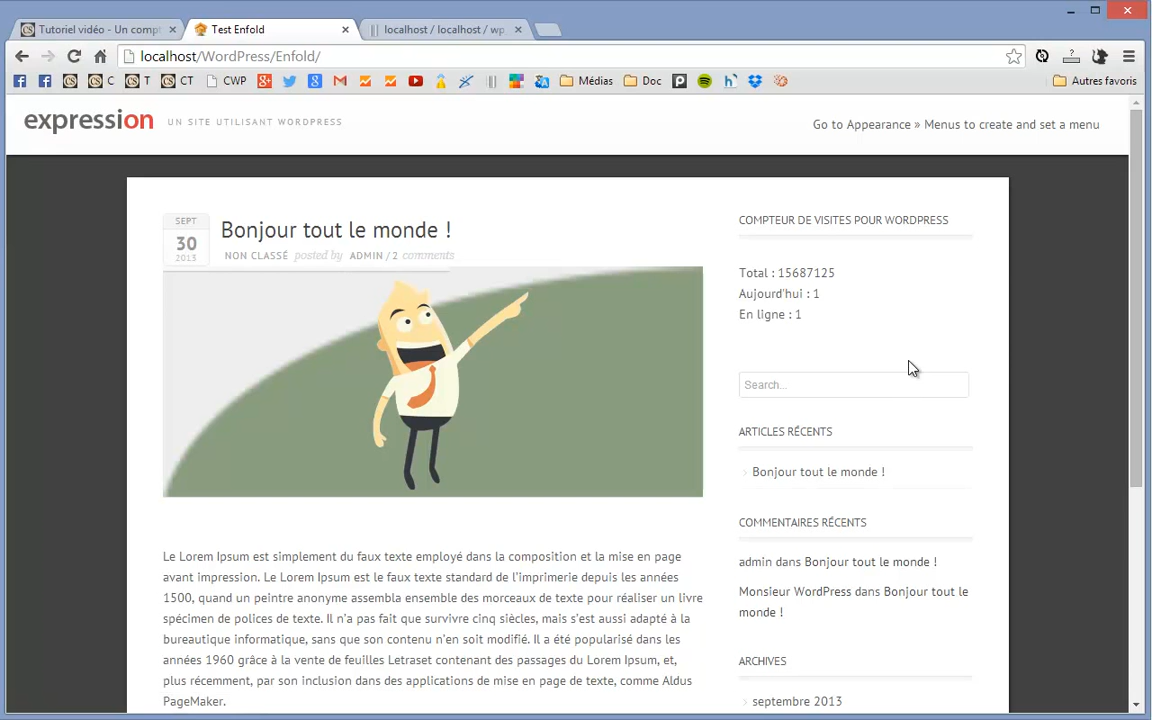 Tutoriel vidéo - Un compt
Test Enfold
localhost / localhost / wp_
localhost/WordPress/Enfold/
C
T
CT
CWP
Médias
Doc
Autres favoris
expression
UN SITE UTILISANT WORDPRESS
Go to Appearance » Menus to create and set a menu
SEPT
30
2013
Bonjour tout le monde !
NON CLASSÉ posted by ADMIN / 2 comments
Le Lorem Ipsum est simplement du faux texte employé dans la composition et la mise en page
avant impression. Le Lorem Ipsum est le faux texte standard de l'imprimerie depuis les années
1500, quand un peintre anonyme assembla ensemble des morceaux de texte pour réaliser un livre
spécimen de polices de texte. Il n'a pas fait que survivre cinq siècles, mais s'est aussi adapté à la
bureautique informatique, sans que son contenu n'en soit modifié. Il a été popularisé dans les
années 1960 grâce à la vente de feuilles Letraset contenant des passages du Lorem Ipsum, et,
plus récemment, par son inclusion dans des applications de mise en page de texte, comme Aldus
PageMaker.
COMPTEUR DE VISITES POUR WORDPRESS
Total : 15687125
Aujourd'hui : 1
En ligne : 1
Search...
ARTICLES RÉCENTS
Bonjour tout le monde !
COMMENTAIRES RÉCENTS
admin dans Bonjour tout le monde !
Monsieur WordPress dans Bonjour tout le
monde !
ARCHIVES
septembre 2013